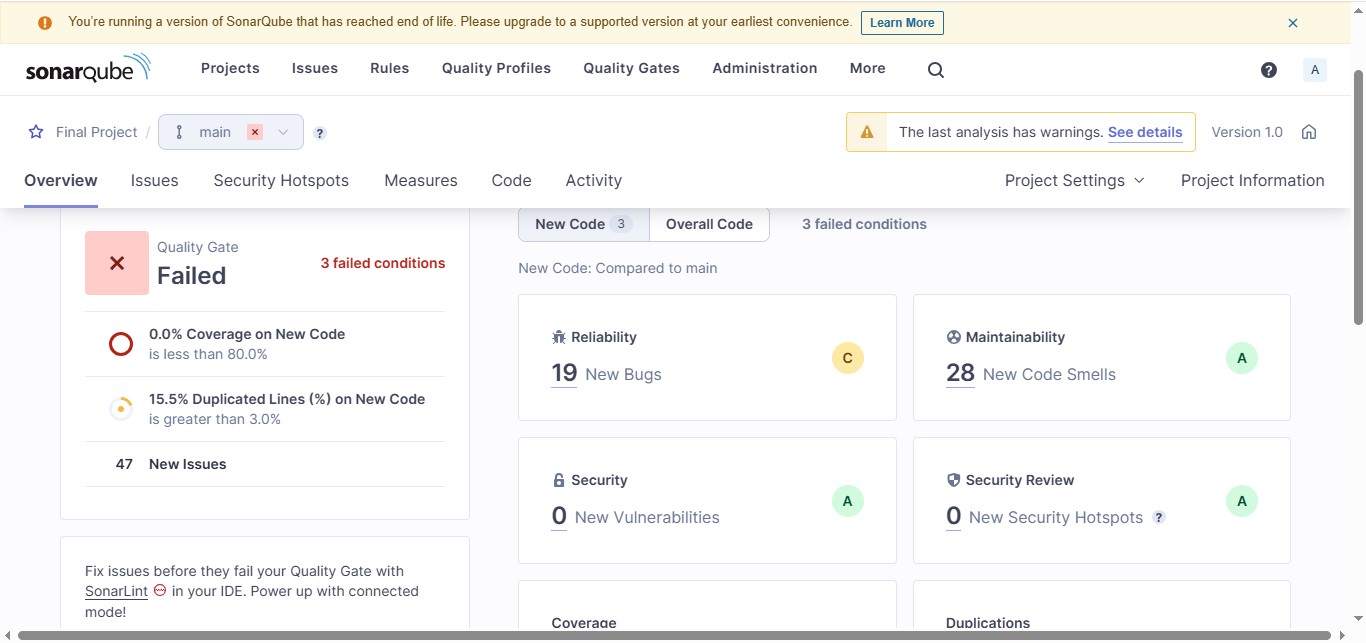 You're running a version of SonarQube that has reached end of life. Please upgrade to a supported version at your earliest convenience. Learn More
sonarqube Projects Issues Rules Quality Profiles Quality Gates Administration More ? A
Final Project / main ? The last analysis has warnings. See details Version 1.0
Overview Issues Security Hotspots Measures Code Activity Project Settings Project Information
Quality Gate
Failed
3 failed conditions
0.0% Coverage on New Code
is less than 80.0%
15.5% Duplicated Lines (%) on New Code
is greater than 3.0%
47 New Issues
Fix issues before they fail your Quality Gate with
SonarLint in your IDE. Power up with connected
mode!
New Code 3 Overall Code 3 failed conditions
New Code: Compared to main
Reliability
19 New Bugs
C
Maintainability
28 New Code Smells
A
Security
0 New Vulnerabilities
A
Security Review
0 New Security Hotspots ?
A
Coverage
Duplications